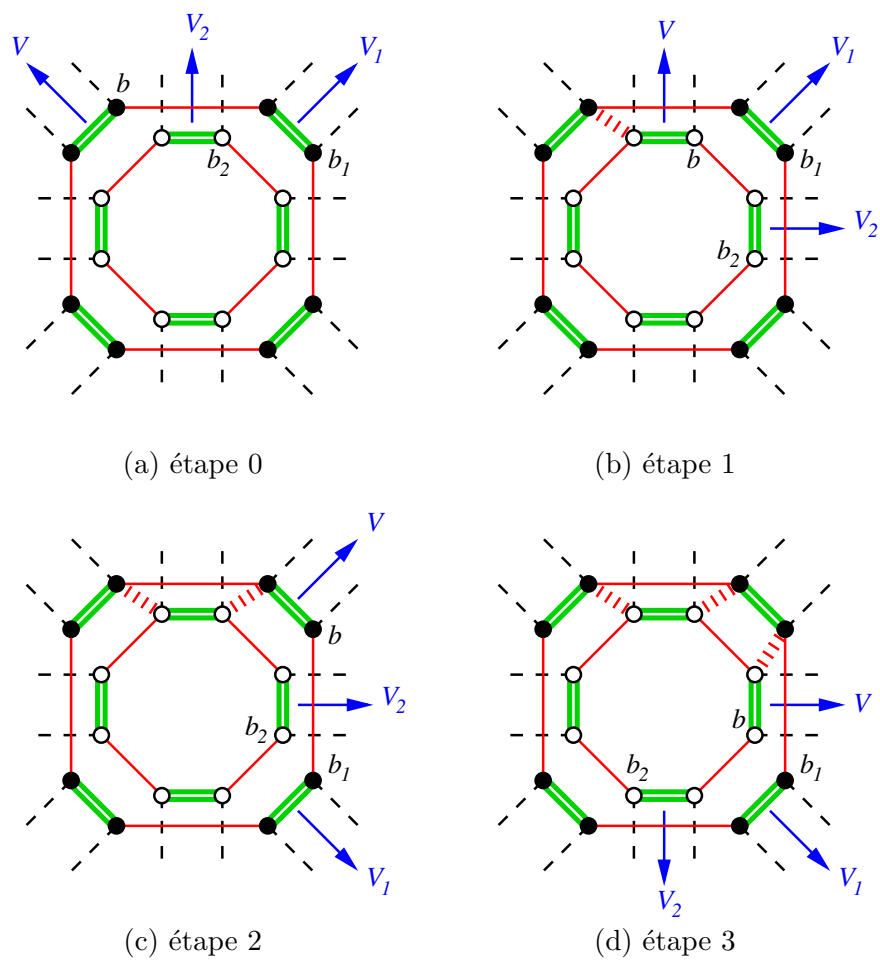 V
V₂
V₁
b
b₂
b₁
(a) étape 0
V
V₁
b
b₁
V₂
b₂
(b) étape 1
V
b
V₂
b₂
b₁
V₁
(c) étape 2
V
b
b₂
b₁
V₂
V₁
(d) étape 3